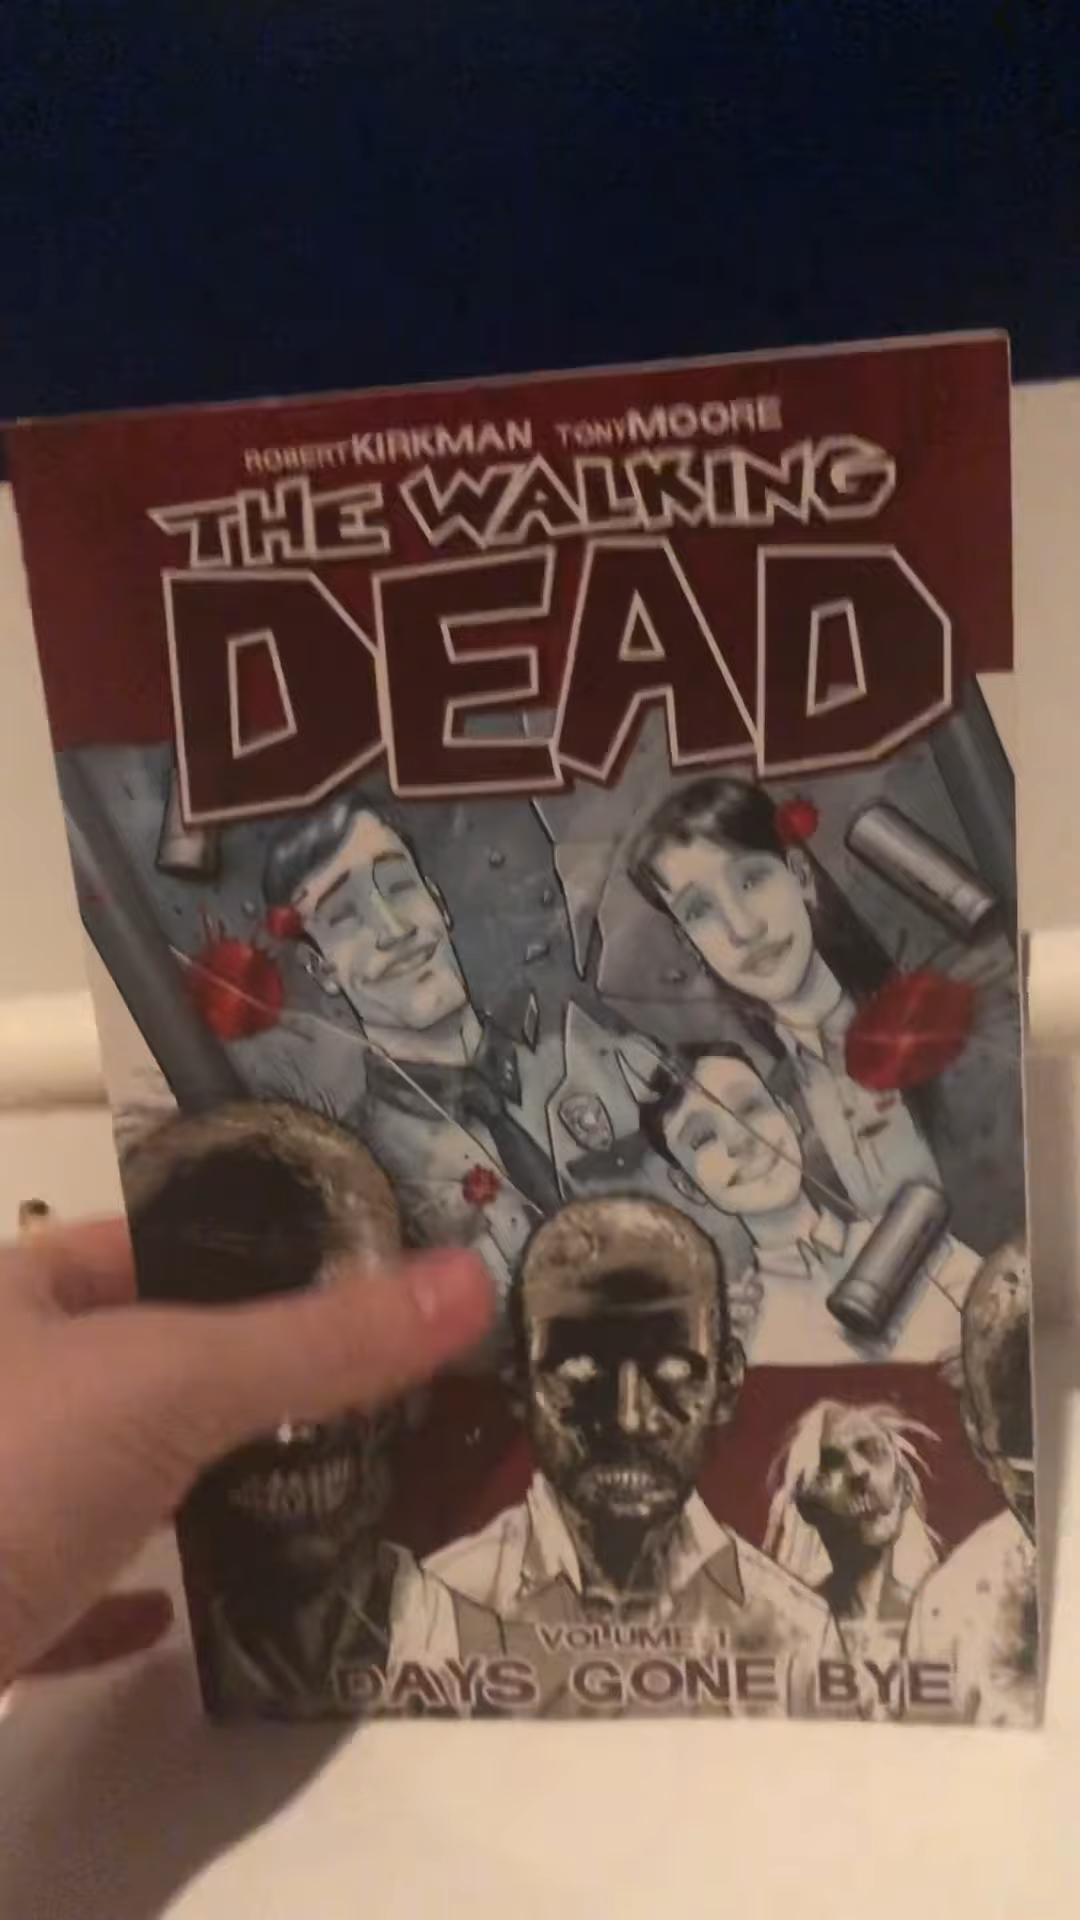 ROBERT KIRKMAN TONY MOORE
THE WALKING
DEAD
VOLUME 1
DAYS GONE BYE